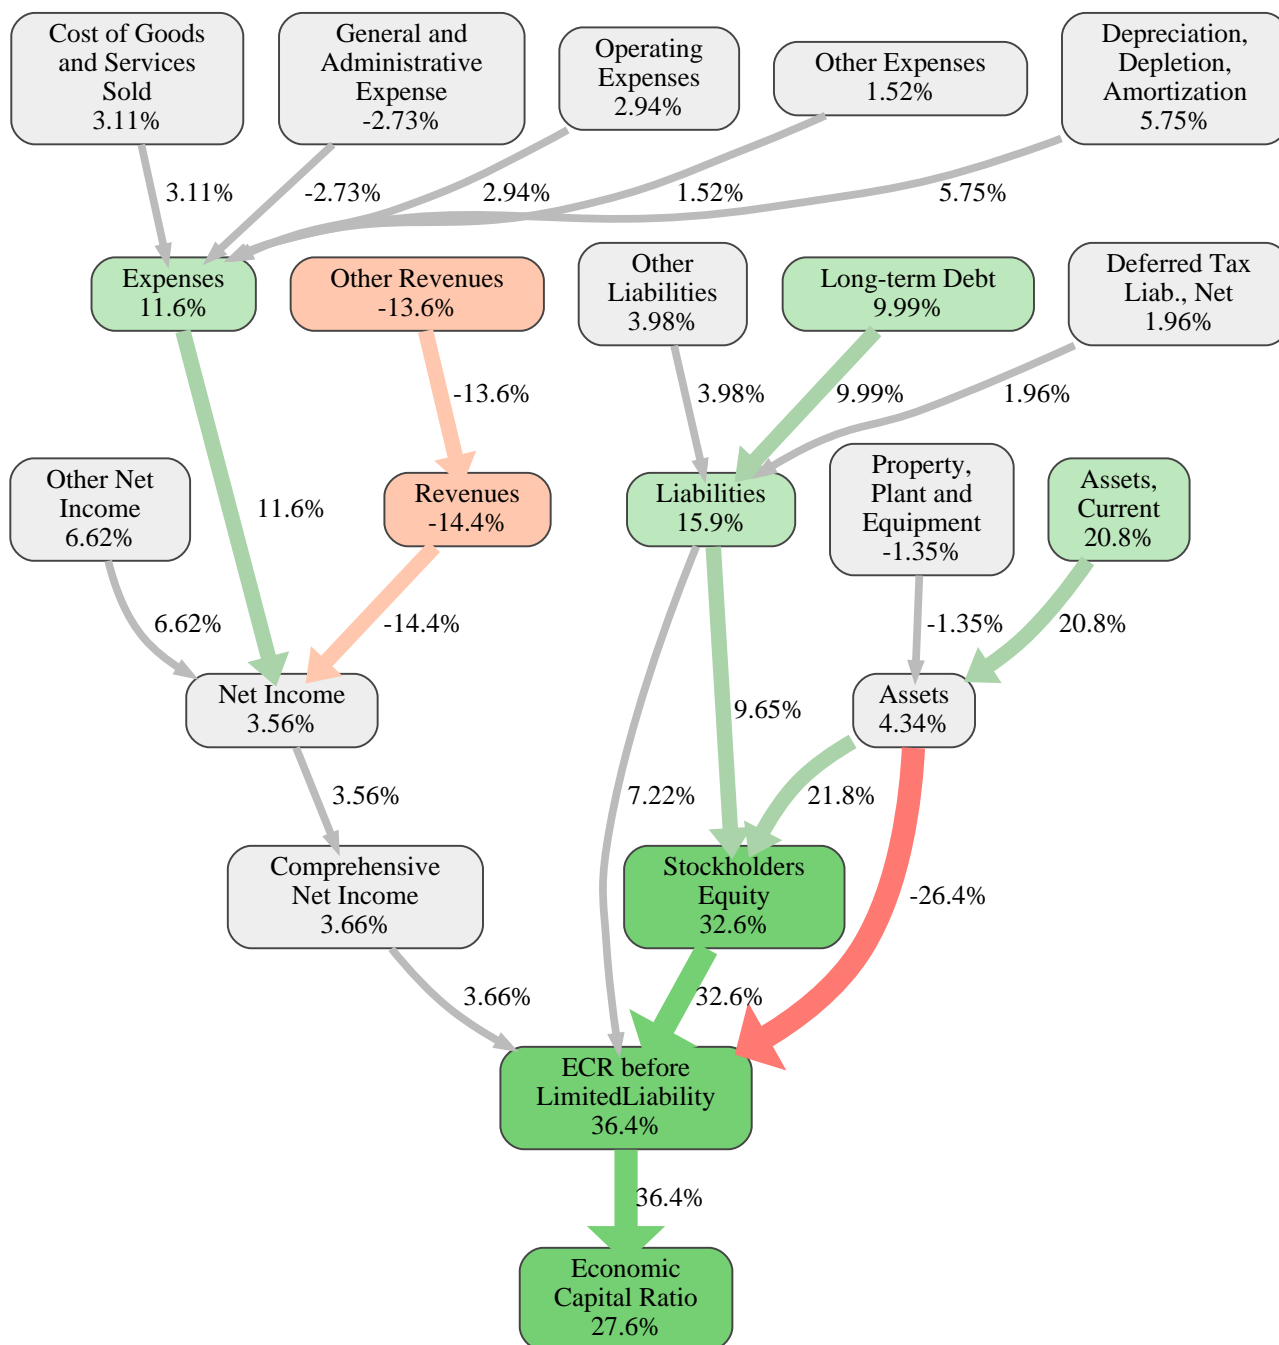 Cost of Goods
and Services
Sold
3.11%
General and
Administrative
Expense
-2.73%
Operating
Expenses
2.94%
Other Expenses
1.52%
Depreciation,
Depletion,
Amortization
5.75%
3.11%
-2.73%
2.94%
1.52%
5.75%
Expenses
11.6%
Other Revenues
-13.6%
Other
Liabilities
3.98%
Long-term Debt
9.99%
Deferred Tax
Liab., Net
1.96%
-13.6%
3.98%
9.99%
1.96%
Other Net
Income
6.62%
11.6%
Revenues
-14.4%
Liabilities
15.9%
Property,
Plant and
Equipment
-1.35%
Assets,
Current
20.8%
6.62%
-14.4%
-1.35%
20.8%
Net Income
3.56%
9.65%
Assets
4.34%
3.56%
7.22%
21.8%
Comprehensive
Net Income
3.66%
Stockholders
Equity
32.6%
-26.4%
3.66%
32.6%
ECR before
LimitedLiability
36.4%
36.4%
Economic
Capital Ratio
27.6%